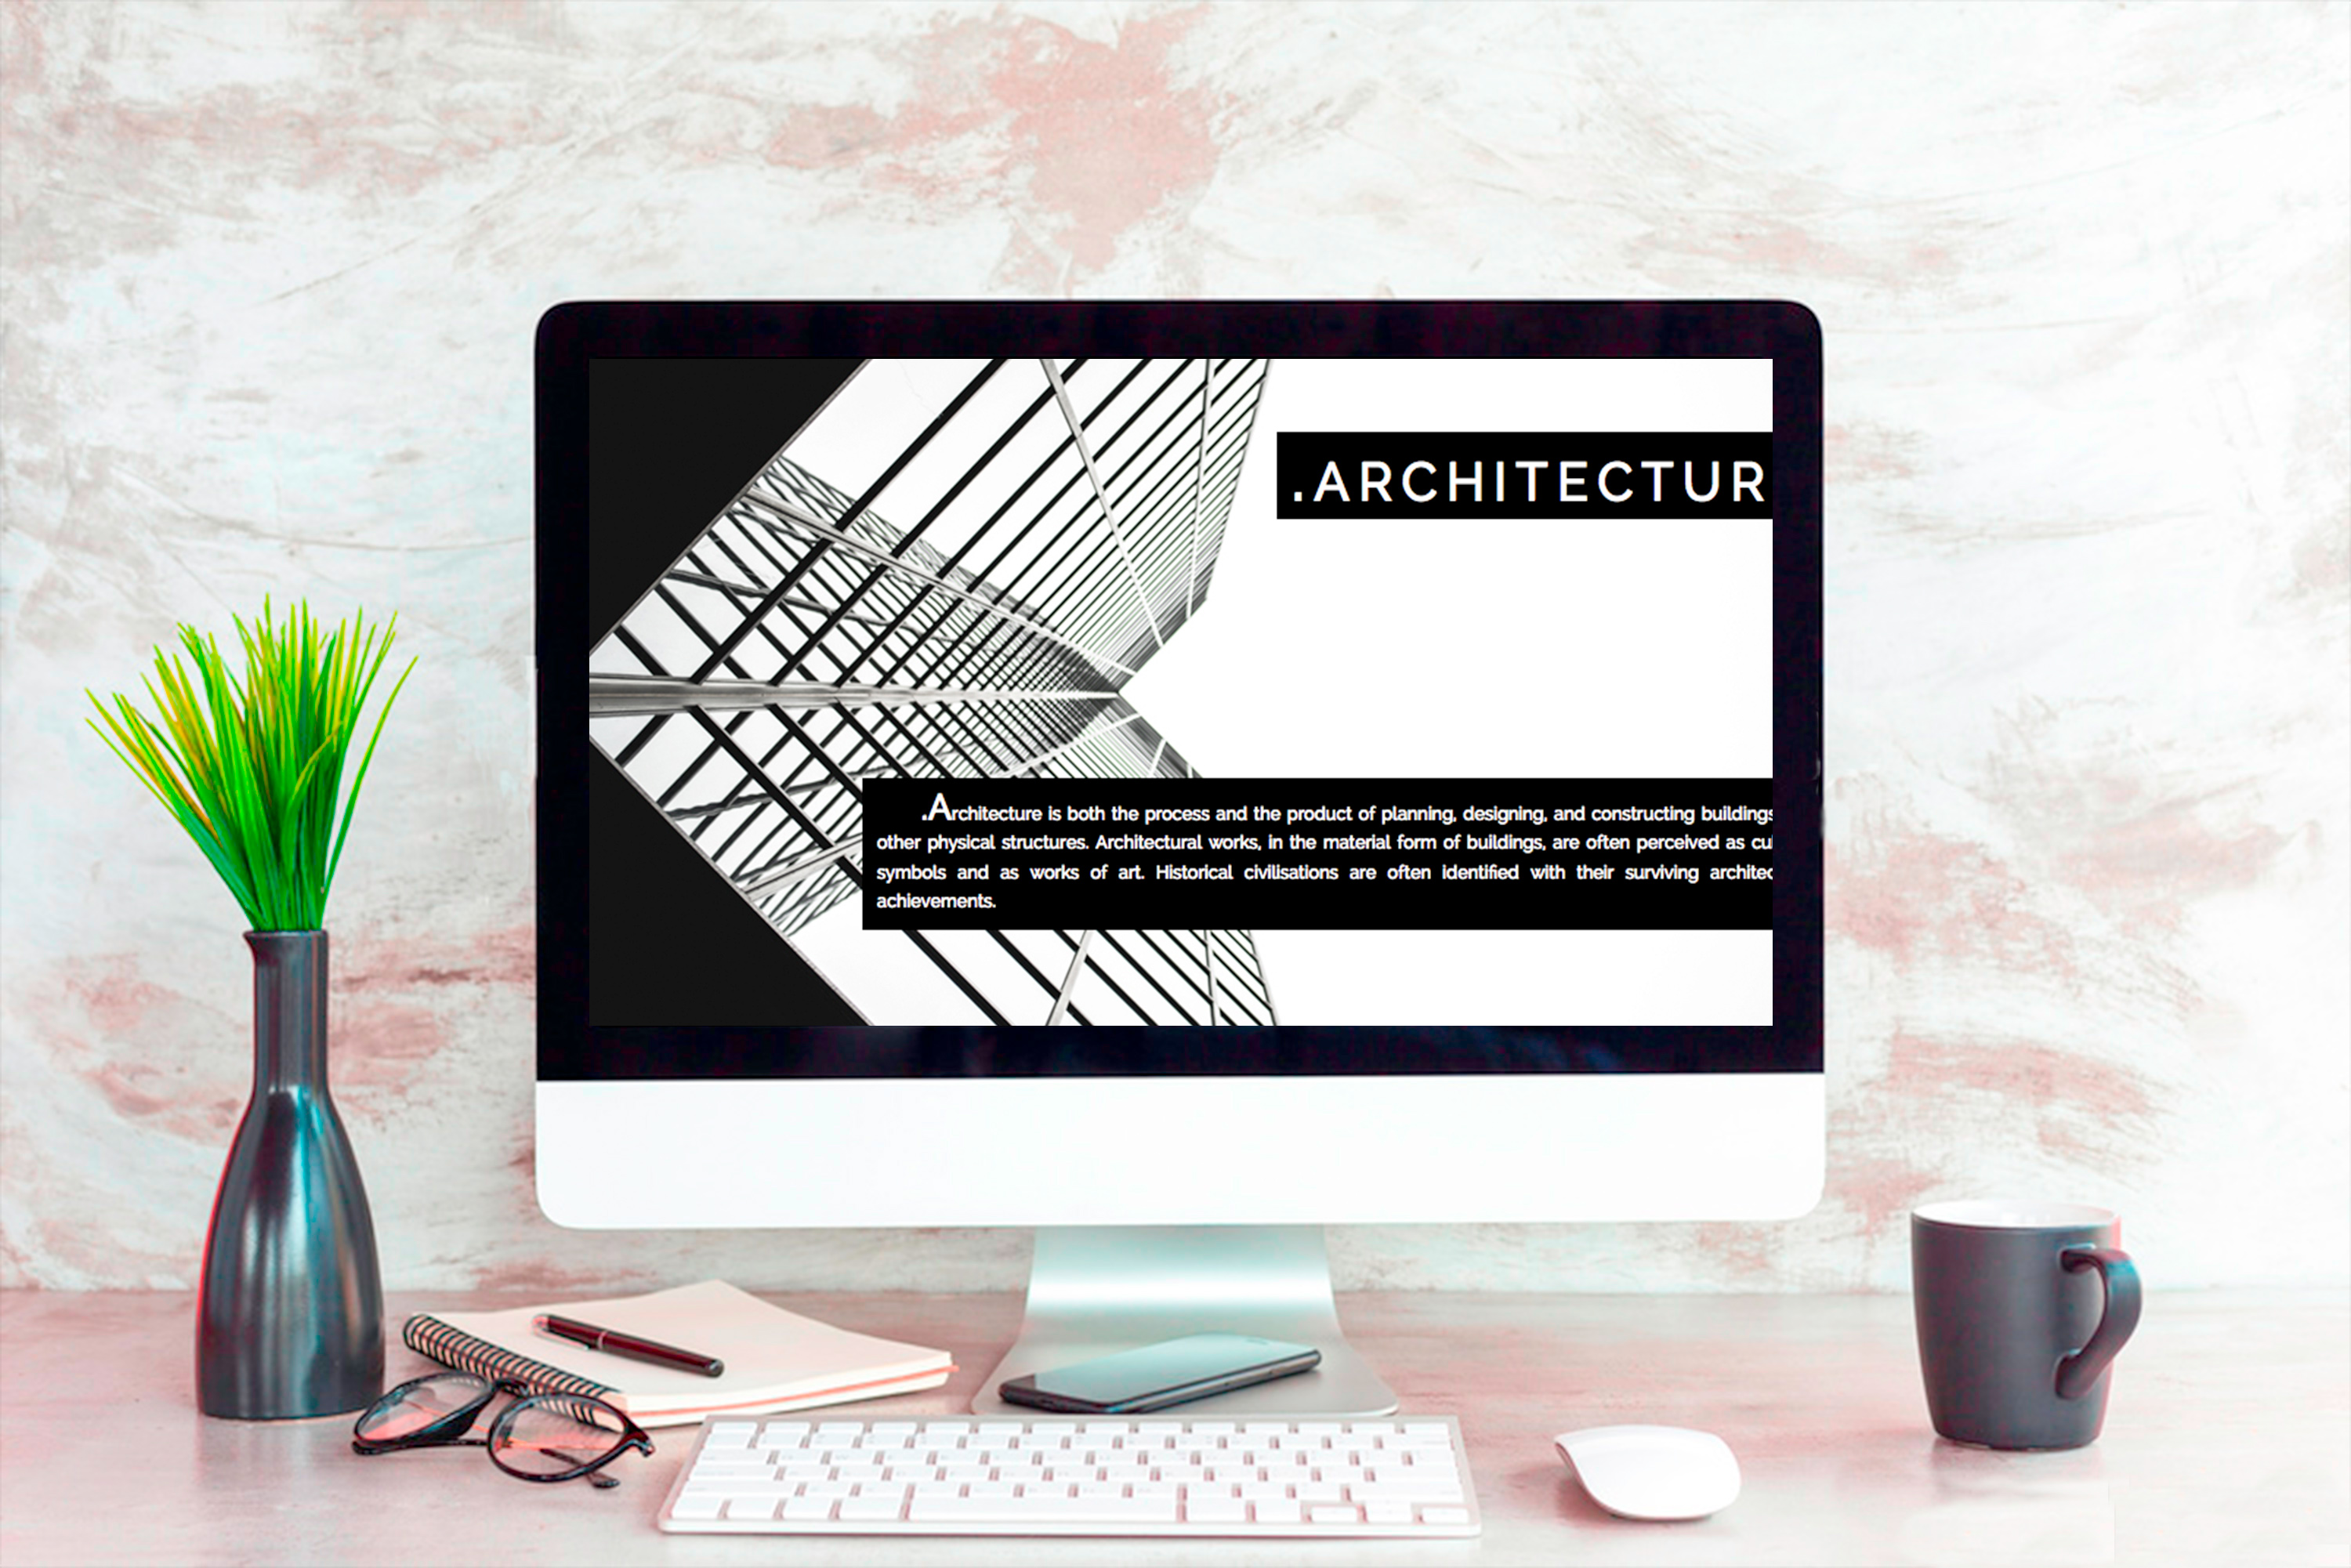 .ARCHITECTUR
.Architecture is both the process and the product of planning, designing, and constructing buildings
other physical structures. Architectural works, in the material form of buildings, are often perceived as cu
symbols and as works of art. Historical civilisations are often identified with their surviving architec
achievements.